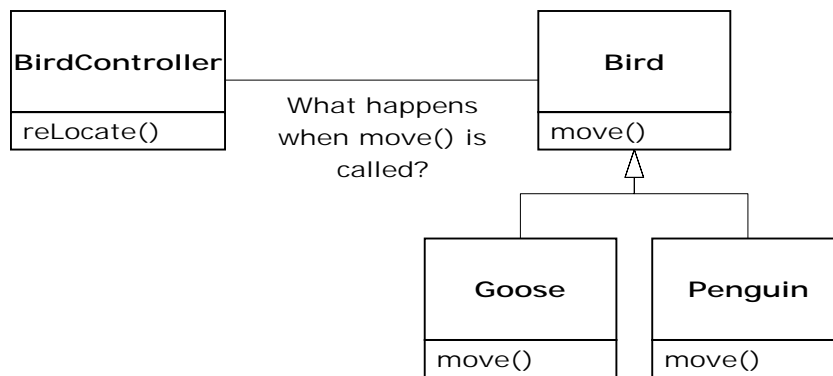 BirdController
Bird
reLocate()
What happens
when move() is
called?
move()
Goose
Penguin
move()
move()